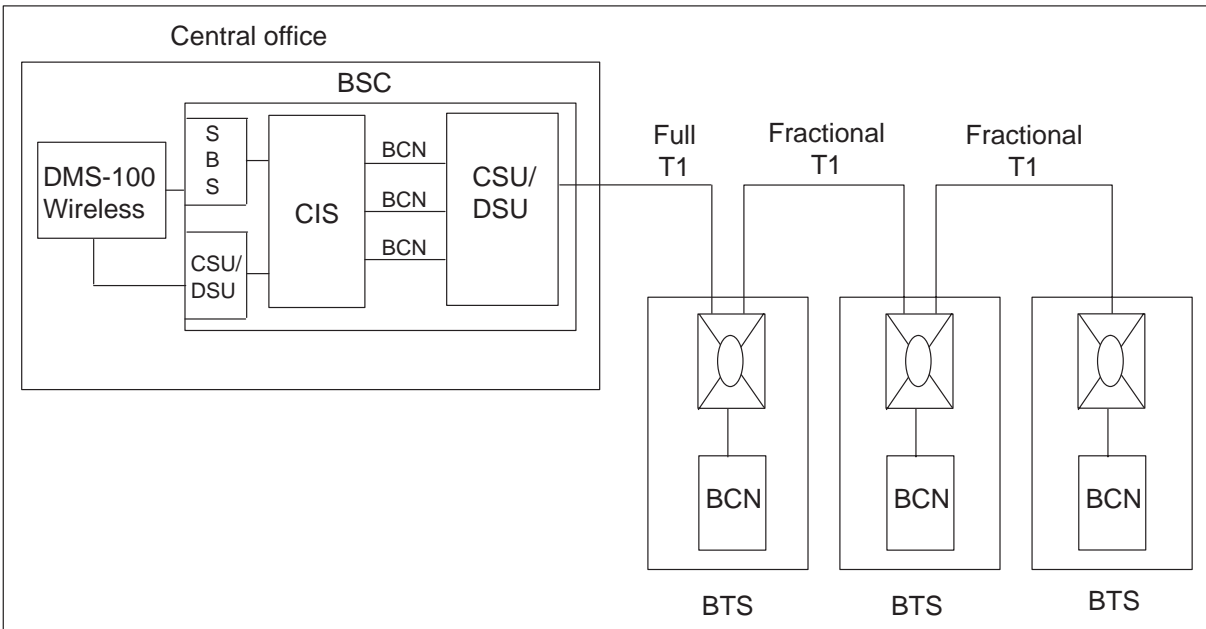 Central office
BSC
S
B
S
DMS-100
Wireless
CIS
BCN
BCN
BCN
CSU/
DSU
CSU/
DSU
Full
T1
Fractional
T1
Fractional
T1
BCN
BCN
BCN
BTS
BTS
BTS